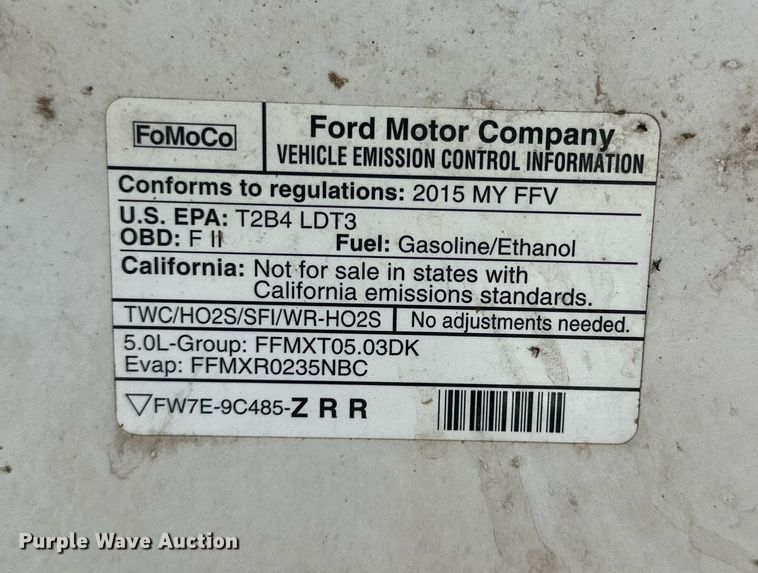 FoMoCo
Ford Motor Company
VEHICLE EMISSION CONTROL INFORMATION
Conforms to regulations: 2015 MY FFV
U.S. EPA: T2B4 LDT3
OBD: F II Fuel: Gasoline/Ethanol
California: Not for sale in states with
California emissions standards.
TWC/HO2S/SFI/WR-HO2S No adjustments needed.
5.0L-Group: FFMXT05.03DK
Evap: FFMXR0235NBC
▽FW7E-9C485-Z R R
Purple Wave Auction